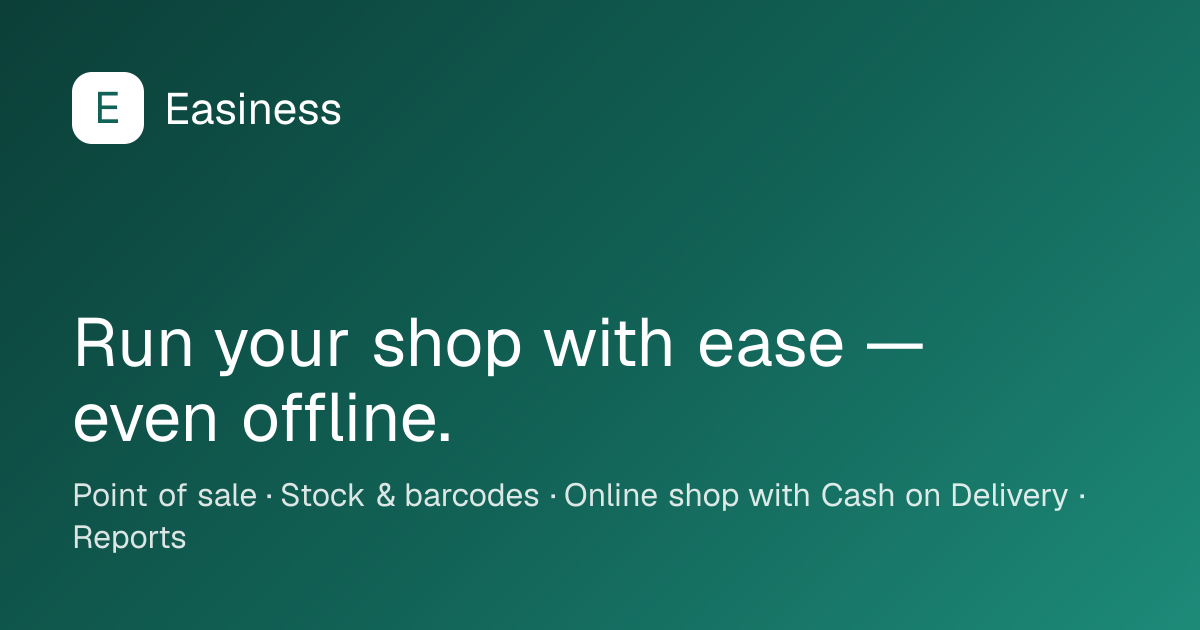 E
Easiness
Run your shop with ease —
even offline.
Point of sale · Stock & barcodes · Online shop with Cash on Delivery ·
Reports